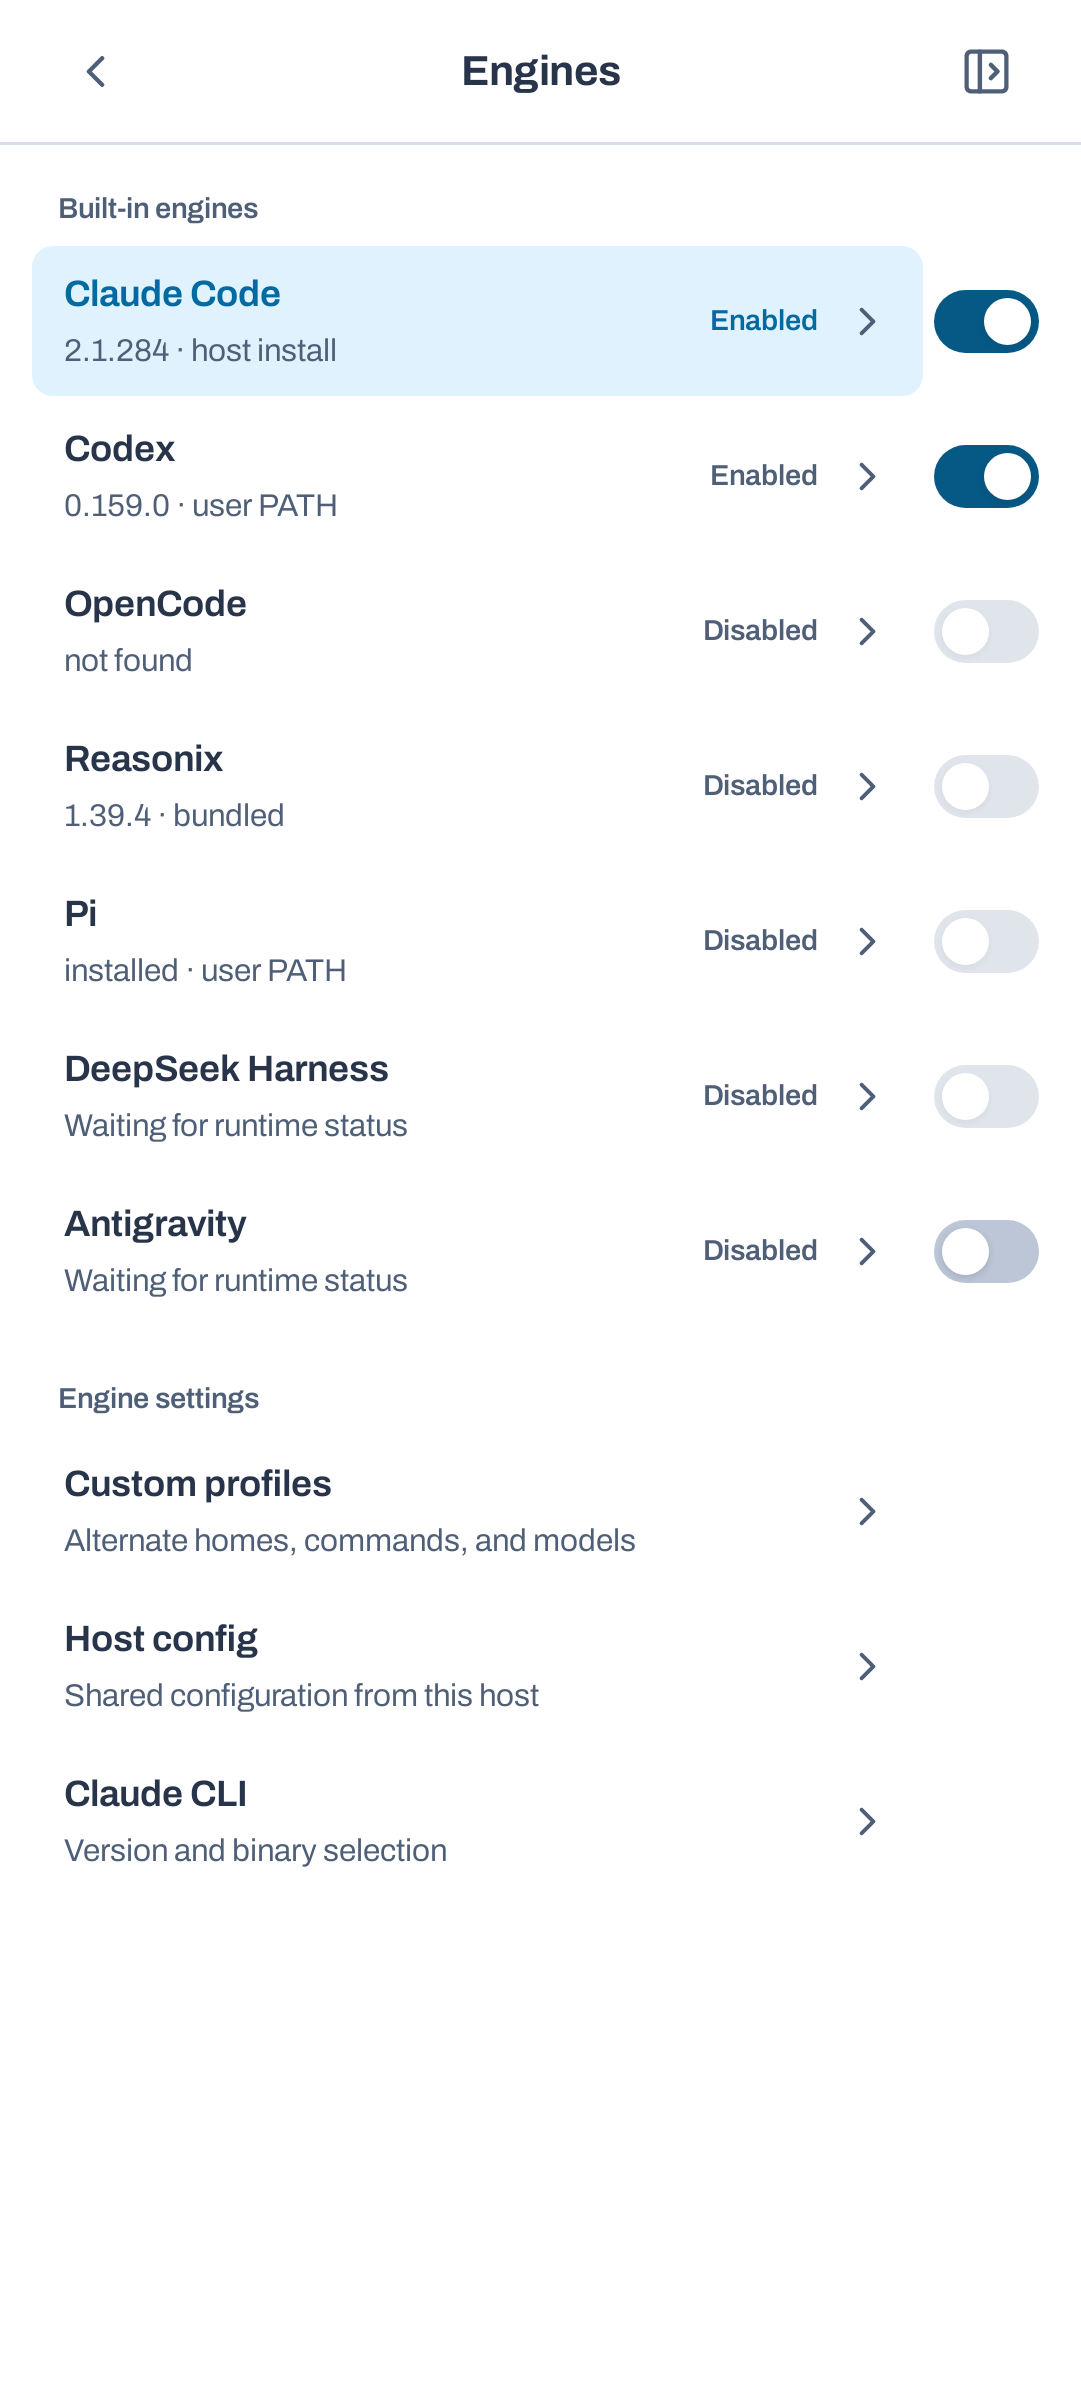 Engines
Built-in engines
Claude Code
Enabled
2.1.284 · host install
Codex
Enabled
0.159.0 · user PATH
OpenCode
Disabled
not found
Reasonix
Disabled
1.39.4 · bundled
Pi
Disabled
installed · user PATH
DeepSeek Harness
Disabled
Waiting for runtime status
Antigravity
Disabled
Waiting for runtime status
Engine settings
Custom profiles
Alternate homes, commands, and models
Host config
Shared configuration from this host
Claude CLI
Version and binary selection